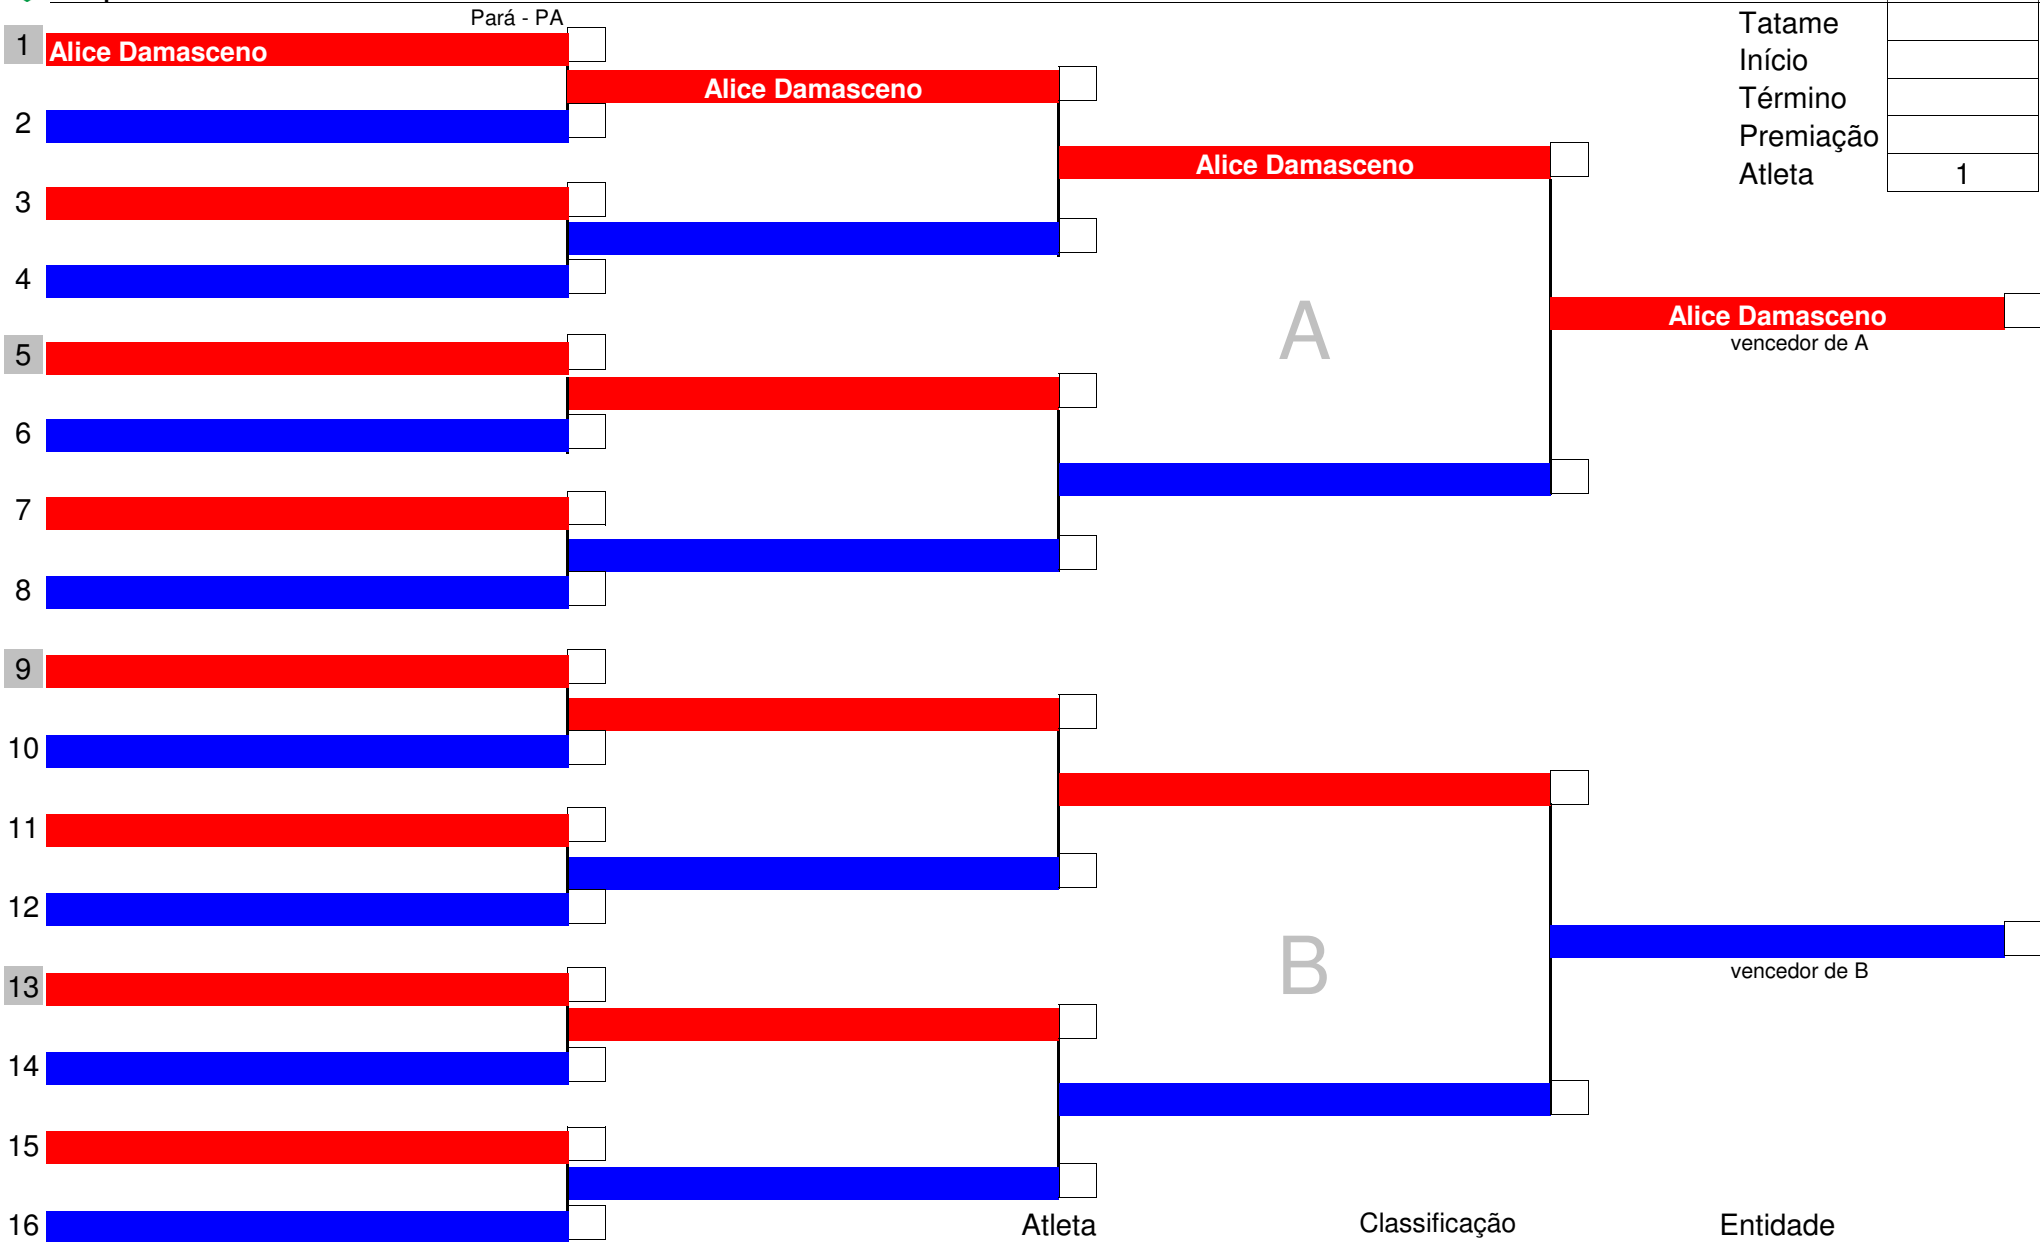 Pará - PA
Tatame
1 Alice Damasceno
Início
Alice Damasceno
Término
2
Premiação
Alice Damasceno
Atleta 1
3
4
Alice Damasceno
A
vencedor de A
5
6
7
8
9
10
11
12
B
vencedor de B
13
14
15
16
Atleta Classificação Entidade